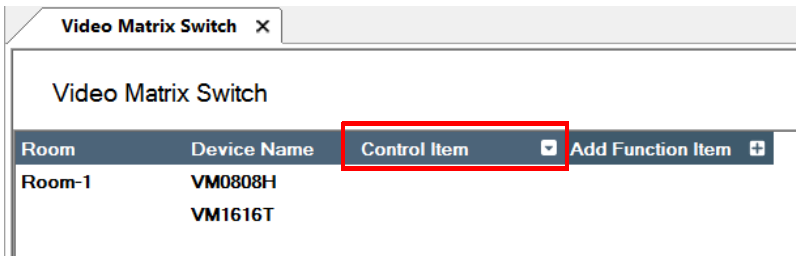 Video Matrix Switch
Video Matrix Switch
Room Device Name Control Item Add Function Item
Room-1 VM0808H
VM1616T